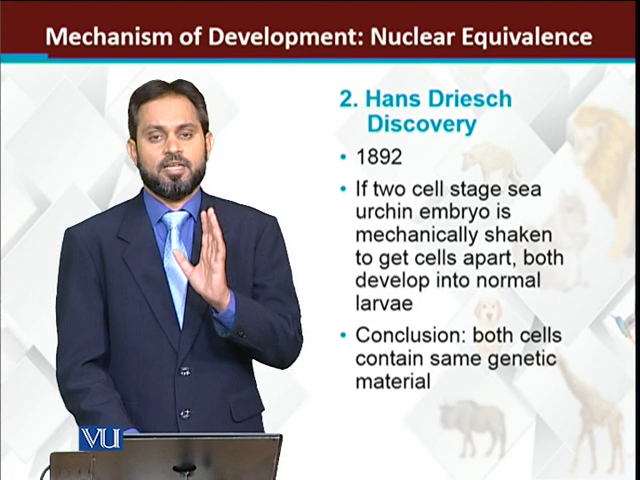 Mechanism of Development: Nuclear Equivalence
2. Hans Driesch
Discovery
• 1892
• If two cell stage sea
urchin embryo is
mechanically shaken
to get cells apart, both
develop into normal
larvae
• Conclusion: both cells
contain same genetic
material
VU